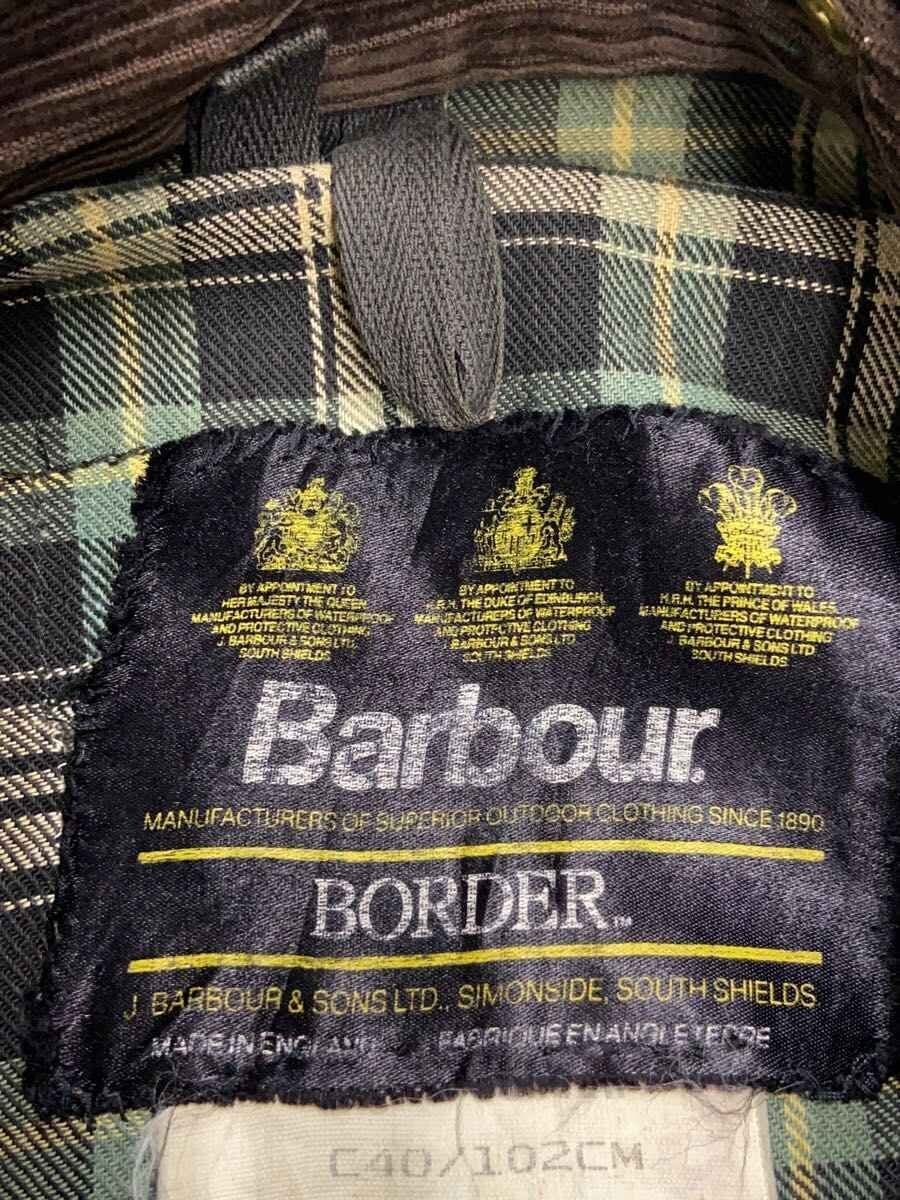 BY APPOINTMENT TO
HER MAJESTY THE QUEEN
MANUFACTURERS OF WATERPROOF
AND PROTECTIVE CLOTHING
J. BARBOUR & SONS LTD.
SOUTH SHIELDS
BY APPOINTMENT TO
H.R.H. THE DUKE OF EDINBURGH
MANUFACTURERS OF WATERPROOF
AND PROTECTIVE CLOTHING
J. BARBOUR & SONS LTD
SOUTH SHIELDS
BY APPOINTMENT TO
H.R.H. THE PRINCE OF WALES
MANUFACTURERS OF WATERPROOF
AND PROTECTIVE CLOTHING
J. BARBOUR & SONS LTD
SOUTH SHIELDS
Barbour.
MANUFACTURERS OF SUPERIOR OUTDOOR CLOTHING SINCE 1890
BORDER™
J. BARBOUR & SONS LTD., SIMONSIDE, SOUTH SHIELDS
MADE IN ENGLAND FABRIQUE EN ANGLETERRE
C40/102CM